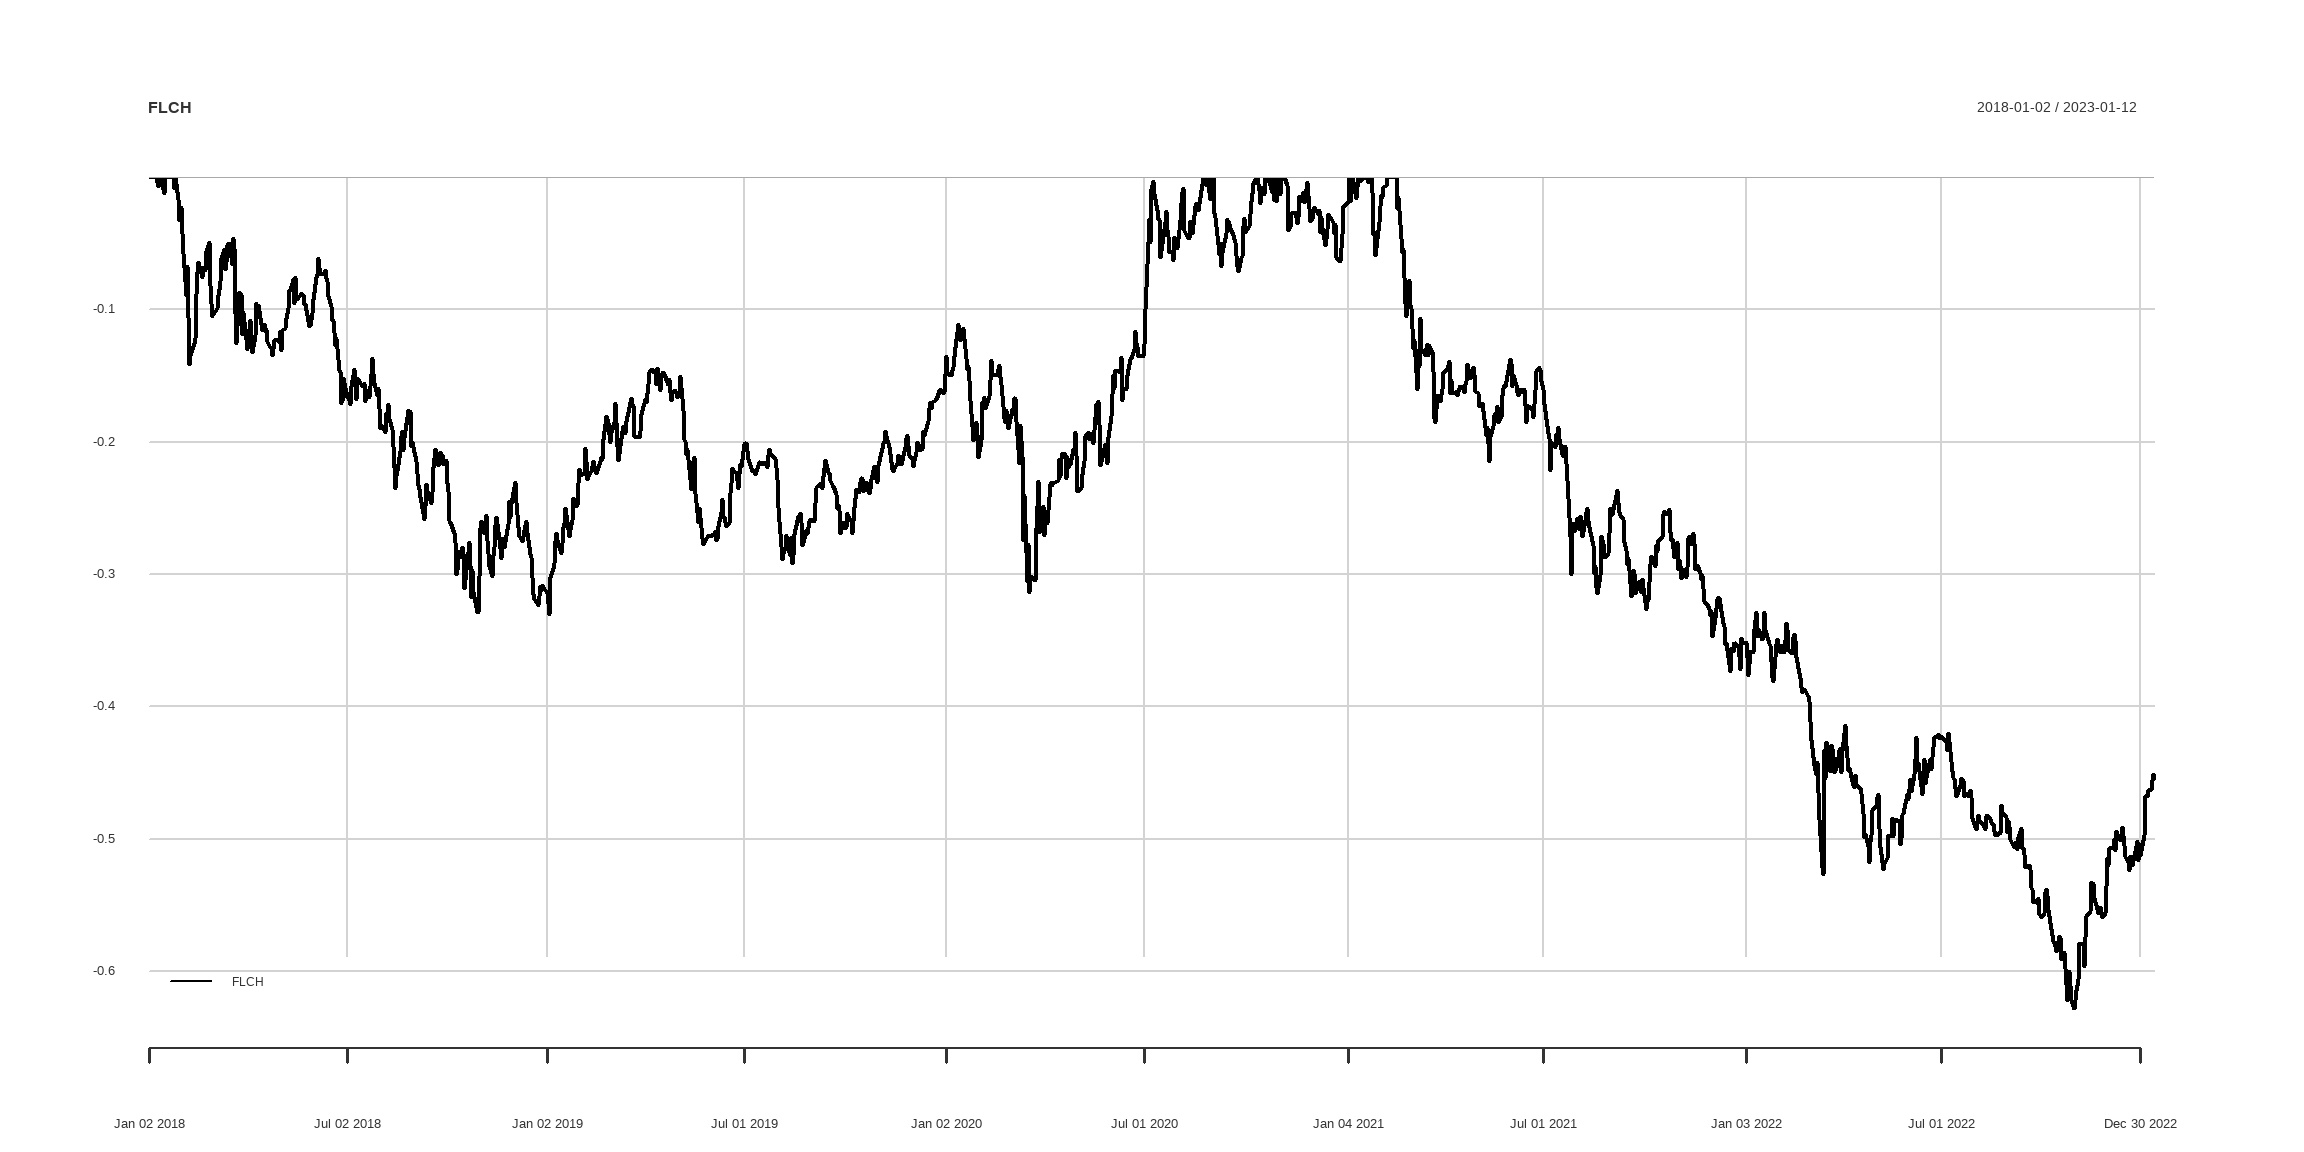 FLCH
2018-01-02 / 2023-01-12
-0.1
-0.2
-0.3
-0.4
-0.5
-0.6
FLCH
Jan 02 2018
Jul 02 2018
Jan 02 2019
Jul 01 2019
Jan 02 2020
Jul 01 2020
Jan 04 2021
Jul 01 2021
Jan 03 2022
Jul 01 2022
Dec 30 2022